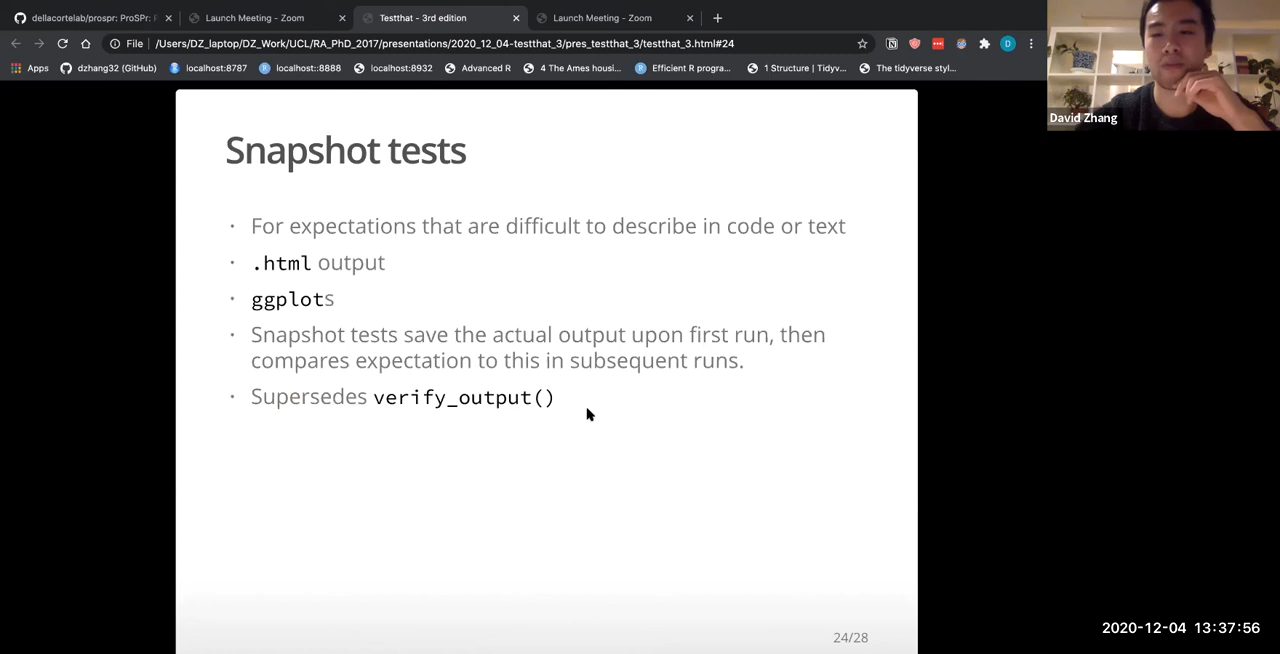 dellacortelab/prospr: ProSPr:
Launch Meeting - Zoom
Testthat - 3rd edition
Launch Meeting - Zoom
File
/Users/DZ_laptop/DZ_Work/UCL/RA_PhD_2017/presentations/2020_12_04-testthat_3/pres_testthat_3/testthat_3.html#24
D
Apps
dzhang32 (GitHub)
localhost:8787
localhost::8888
localhost:8932
Advanced R
4 The Ames housi...
Efficient R progra...
1 Structure | Tidyv...
The tidyverse styl...
David Zhang
Snapshot tests
· For expectations that are difficult to describe in code or text
· .html output
· ggplots
· Snapshot tests save the actual output upon first run, then
compares expectation to this in subsequent runs.
· Supersedes verify_output()
24/28
2020-12-04 13:37:56